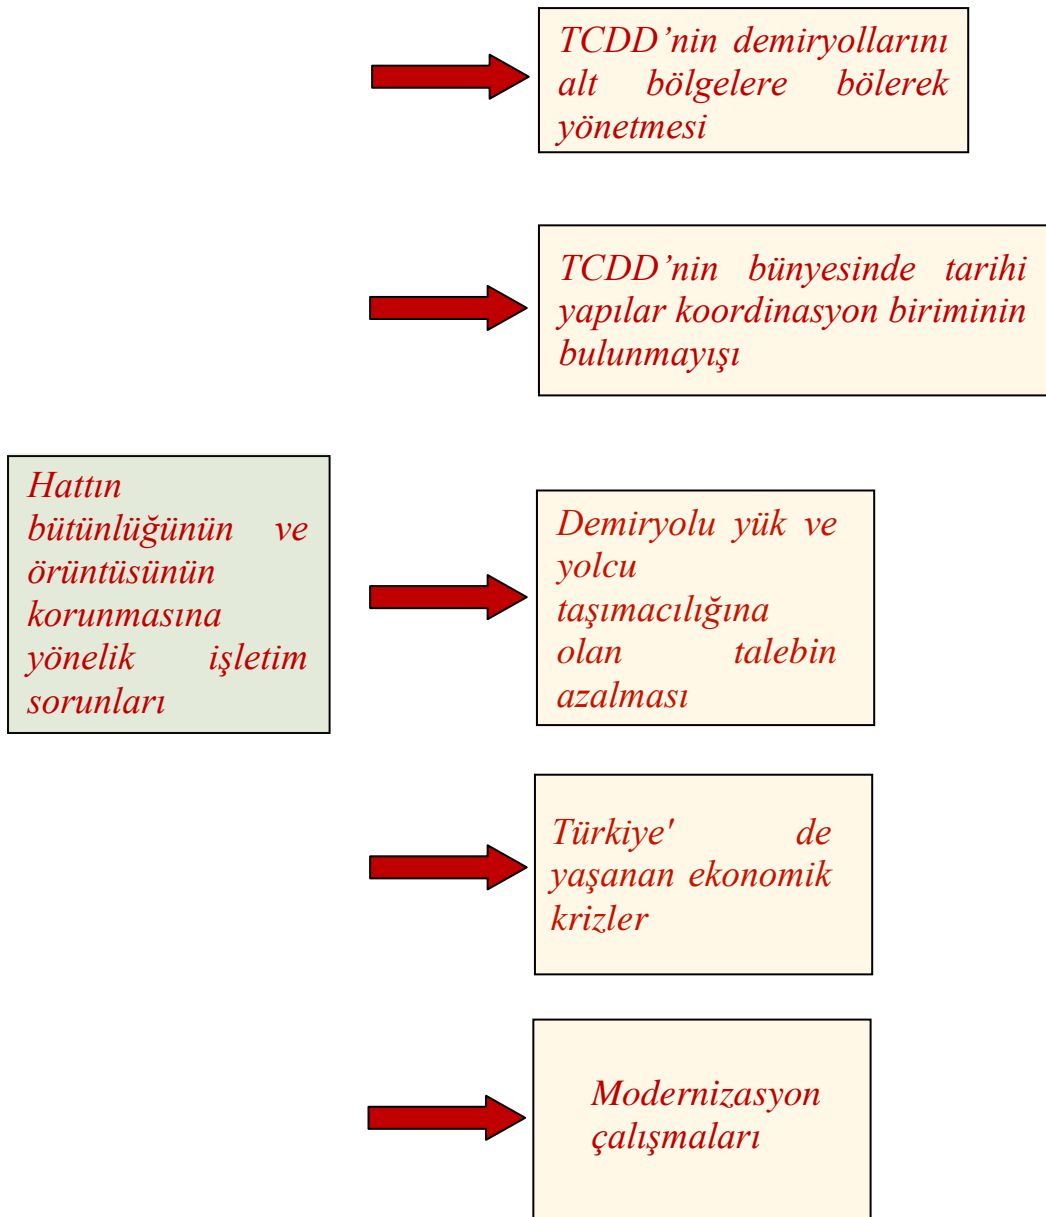 TCDD’nin demiryollarını
alt bölgelere bölerek
yönetmesi
TCDD’nin bünyesinde tarihi
yapılar koordinasyon biriminin
bulunmayışı
Hattın
bütünlüğünün ve
örüntüsünün
korunmasına
yönelik işletim
sorunları
Demiryolu yük ve
yolcu
taşımacılığına
olan talebin
azalması
Türkiye' de
yaşanan ekonomik
krizler
Modernizasyon
çalışmaları